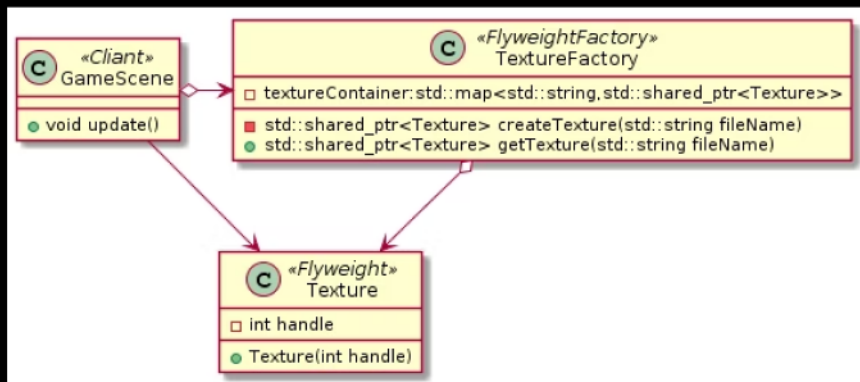 C
«Cliant»
GameScene
void update()
C
«FlyweightFactory»
TextureFactory
textureContainer:std::map<std::string,std::shared_ptr<Texture>>
std::shared_ptr<Texture> createTexture(std::string fileName)
std::shared_ptr<Texture> getTexture(std::string fileName)
C
«Flyweight»
Texture
int handle
Texture(int handle)